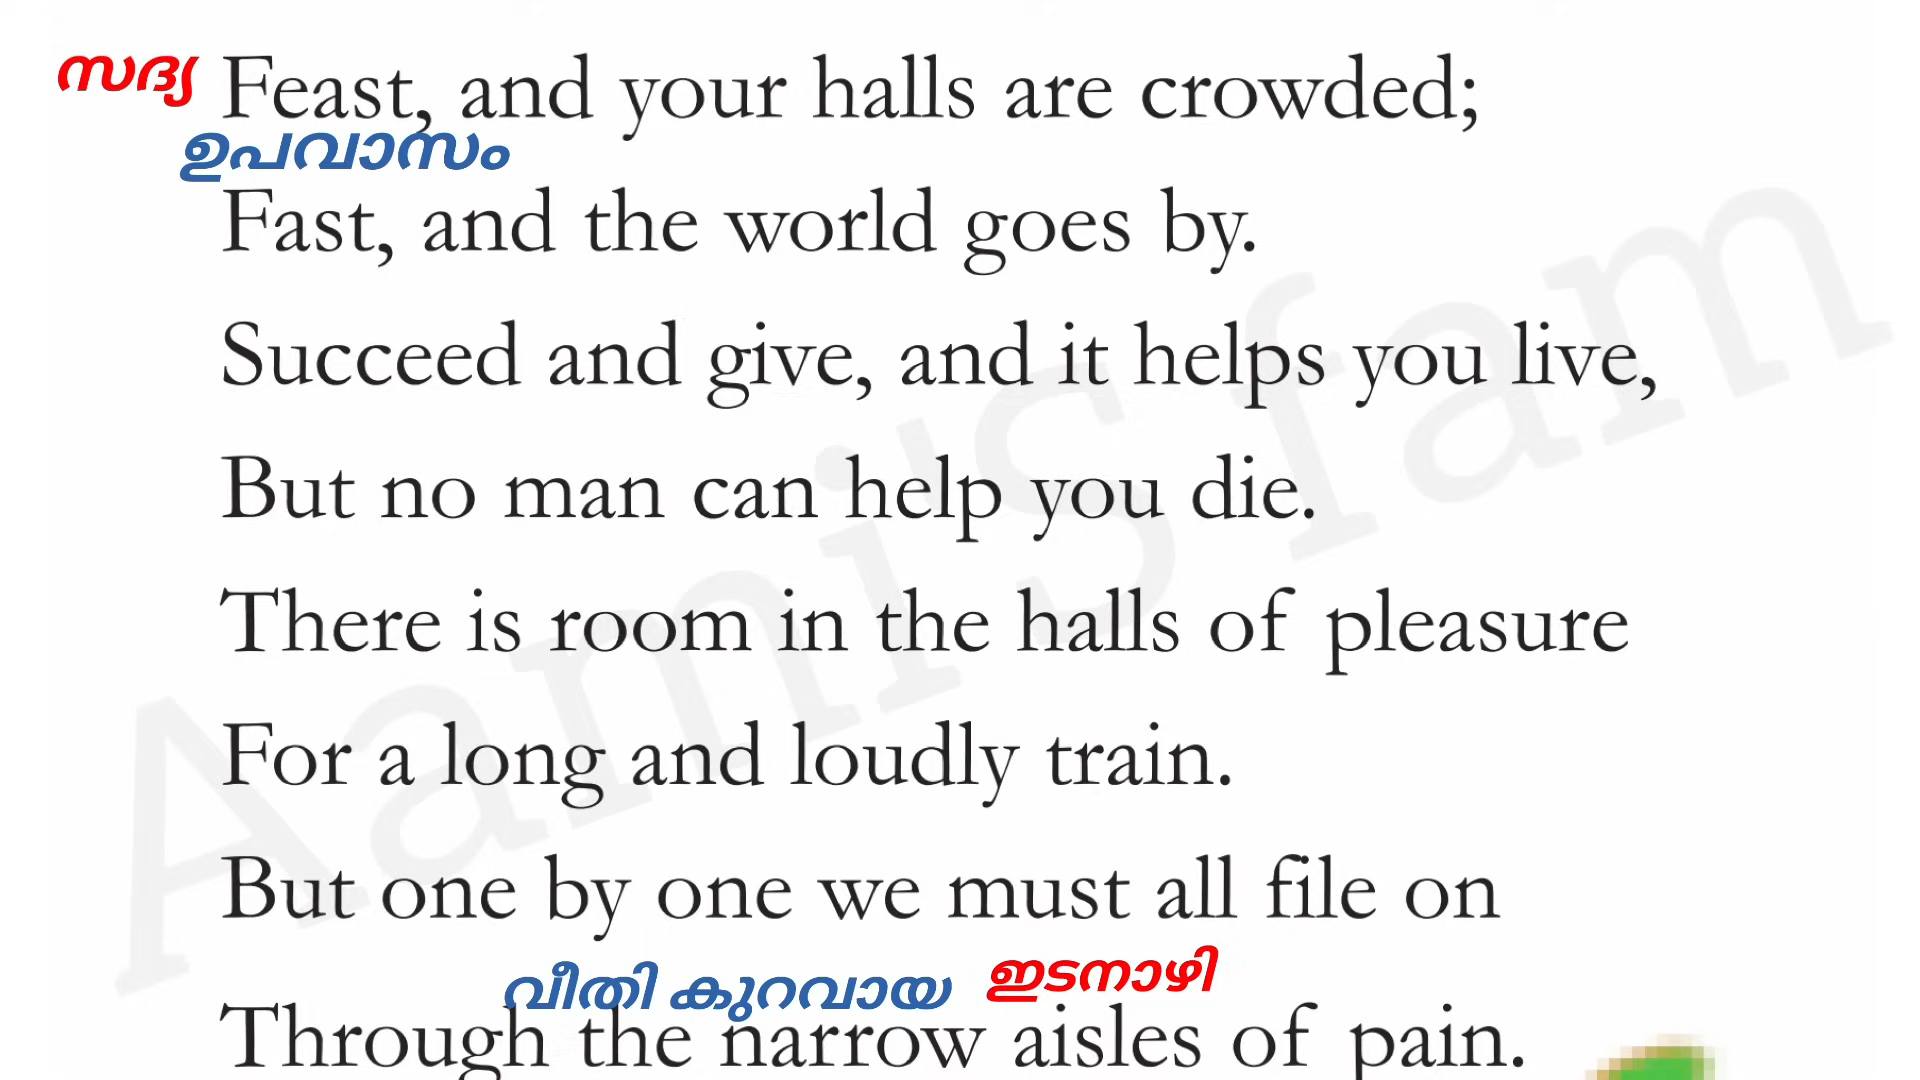 സദ്യ Feast, and your halls are crowded;
ഉപവാസം
Fast, and the world goes by.
Succeed and give, and it helps you live,
But no man can help you die.
There is room in the halls of pleasure
For a long and loudly train.
But one by one we must all file on
വീതി കുറവായ ഇടനാഴി
Through the narrow aisles of pain.
Aami'S fam